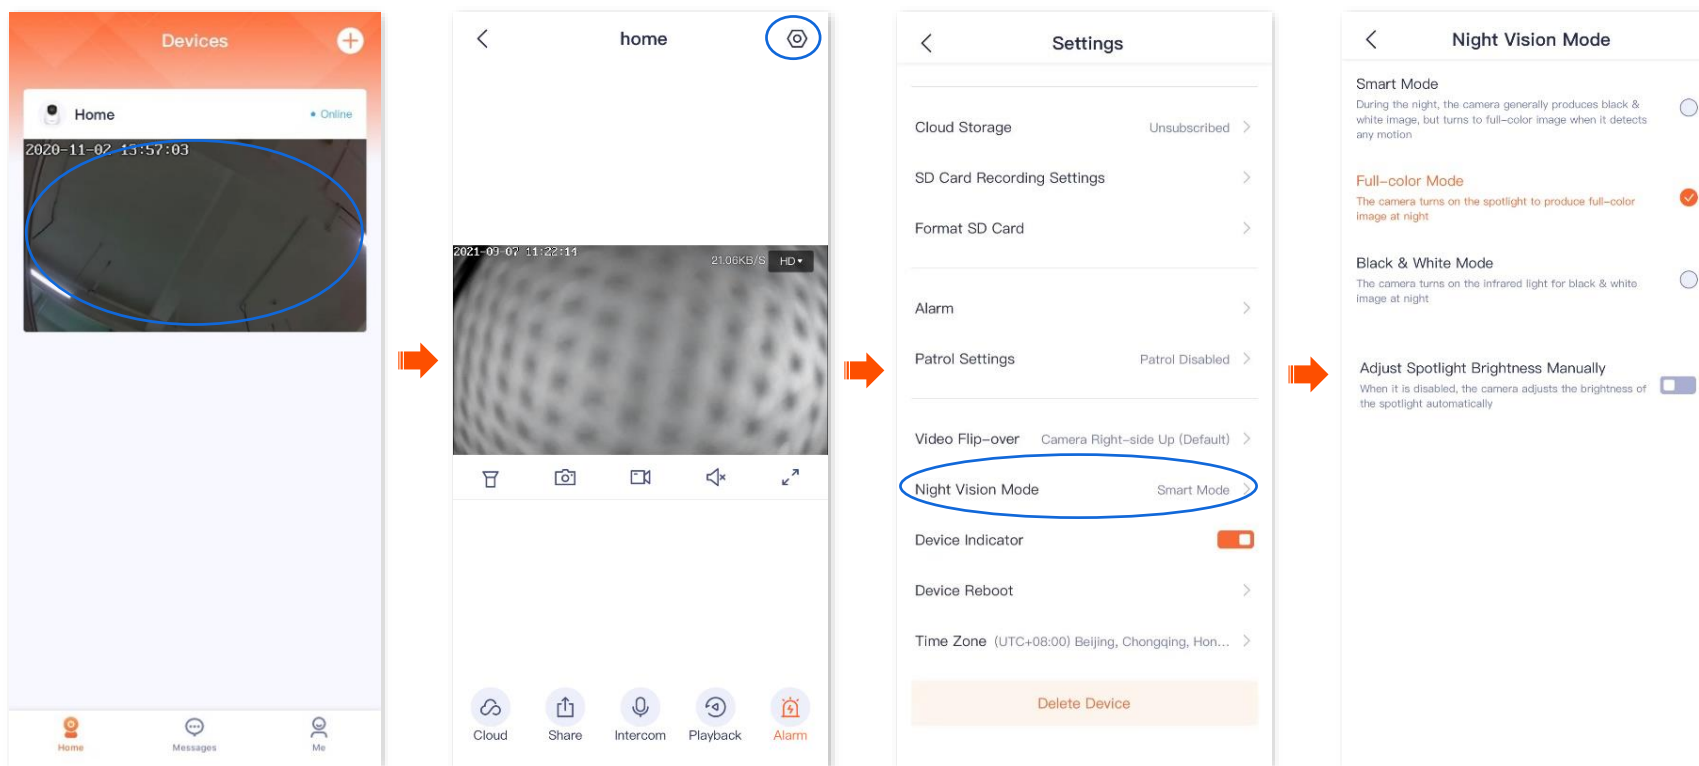 Devices
Home
• Online
2020-11-02 13:57:03
Home
Messages
Me
home
2021-09-07 11:22:14
21.06KB/S
HD
Cloud
Share
Intercom
Playback
Alarm
Settings
Cloud Storage Unsubscribed
SD Card Recording Settings
Format SD Card
Alarm
Patrol Settings Patrol Disabled
Video Flip-over Camera Right-side Up (Default)
Night Vision Mode Smart Mode
Device Indicator
Device Reboot
Time Zone (UTC+08:00) Beijing, Chongqing, Hon...
Delete Device
Night Vision Mode
Smart Mode
During the night, the camera generally produces black &
white image, but turns to full-color image when it detects
any motion
Full-color Mode
The camera turns on the spotlight to produce full-color
image at night
Black & White Mode
The camera turns on the infrared light for black & white
image at night
Adjust Spotlight Brightness Manually
When it is disabled, the camera adjusts the brightness of
the spotlight automatically